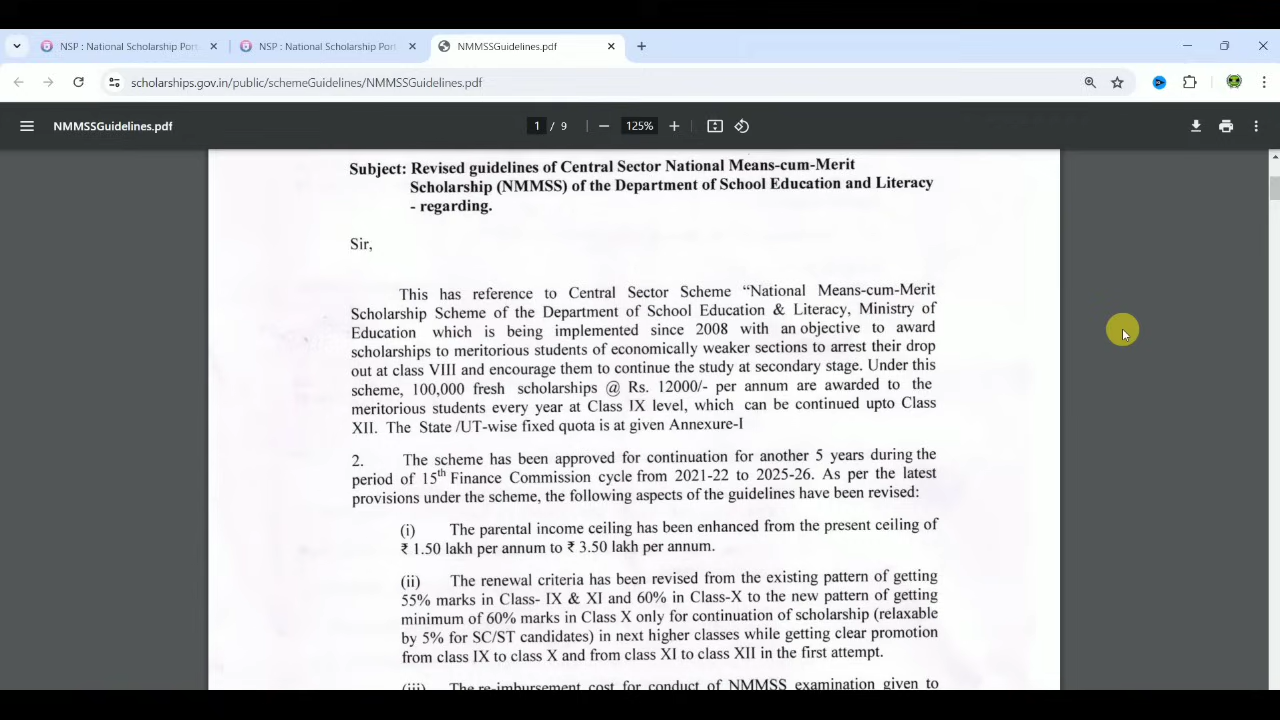 NSP : National Scholarship Port
NSP : National Scholarship Port
NMMSSGuidelines.pdf
scholarships.gov.in/public/schemeGuidelines/NMMSSGuidelines.pdf
NMMSSGuidelines.pdf
1 / 9
125%
Subject: Revised guidelines of Central Sector National Means-cum-Merit
Scholarship (NMMSS) of the Department of School Education and Literacy
- regarding.
Sir,
This has reference to Central Sector Scheme “National Means-cum-Merit
Scholarship Scheme of the Department of School Education & Literacy, Ministry of
Education which is being implemented since 2008 with an objective to award
scholarships to meritorious students of economically weaker sections to arrest their drop
out at class VIII and encourage them to continue the study at secondary stage. Under this
scheme, 100,000 fresh scholarships @ Rs. 12000/- per annum are awarded to the
meritorious students every year at Class IX level, which can be continued upto Class
XII. The State /UT-wise fixed quota is at given Annexure-I
2. The scheme has been approved for continuation for another 5 years during the
period of 15th Finance Commission cycle from 2021-22 to 2025-26. As per the latest
provisions under the scheme, the following aspects of the guidelines have been revised:
(i) The parental income ceiling has been enhanced from the present ceiling of
₹ 1.50 lakh per annum to ₹ 3.50 lakh per annum.
(ii) The renewal criteria has been revised from the existing pattern of getting
55% marks in Class- IX & XI and 60% in Class-X to the new pattern of getting
minimum of 60% marks in Class X only for continuation of scholarship (relaxable
by 5% for SC/ST candidates) in next higher classes while getting clear promotion
from class IX to class X and from class XI to class XII in the first attempt.
(iii) The re-imbursement cost for conduct of NMMSS examination given to